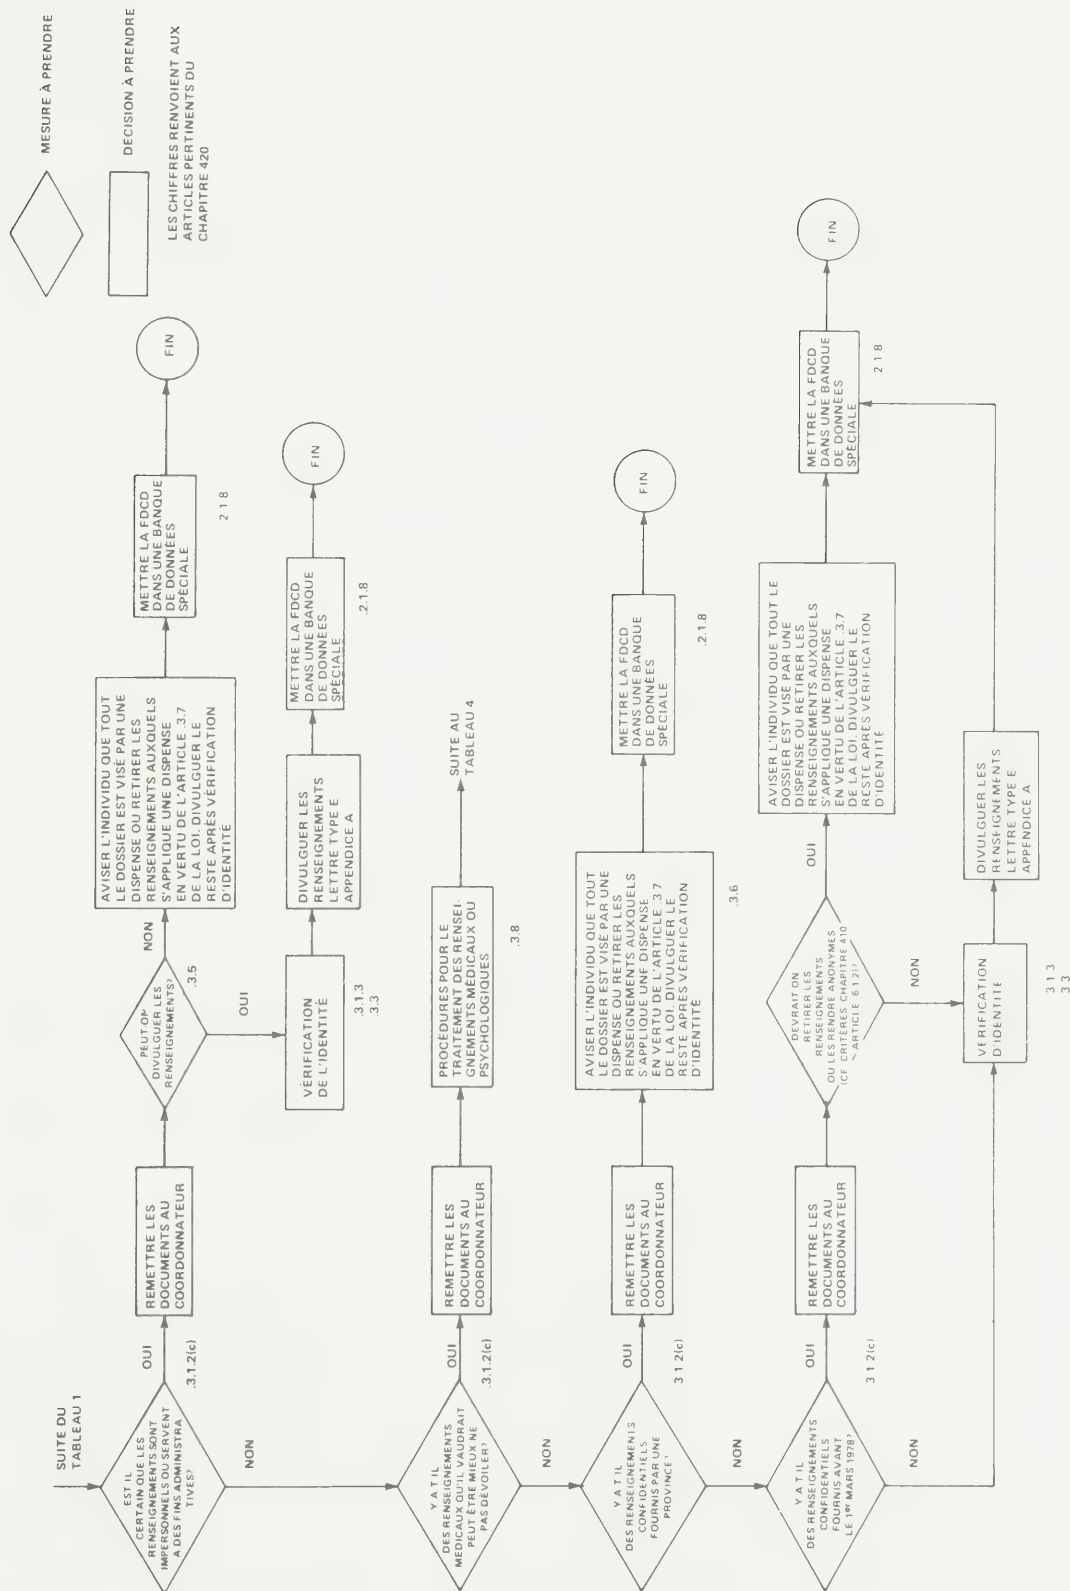 MESURE À PRENDRE
DECISION À PRENDRE
LES CHIFFRES RENVOIENT AUX
ARTICLES PERTINENTS DU
CHAPITRE 420
SUITE DU
TABLEAU 1
EST IL
CERTAIN QUE LES
RENSEIGNEMENTS SONT
IMPERSONNELS OU SERVENT
A DES FINS ADMINISTRA
TIVES?
OUI
.3.1.2(c)
REMETTRE LES
DOCUMENTS AU
COORDONNATEUR
PEUT-ON
DIVULGUER LES
RENSEIGNEMENTS?
.3.5
NON
AVISER L'INDIVIDU QUE TOUT
LE DOSSIER EST VISÉ PAR UNE
DISPENSE OU RETIRER LES
RENSEIGNEMENTS AUXQUELS
S'APPLIQUE UNE DISPENSE
EN VERTU DE L'ARTICLE .3.7
DE LA LOI. DIVULGUER LE
RESTE APRÈS VÉRIFICATION
D'IDENTITÉ
METTRE LA FDCD
DANS UNE BANQUE
DE DONNÉES
SPÉCIALE
2 1 8
FIN
OUI
VÉRIFICATION
DE L'IDENTITÉ
.3.1.3
3.3
DIVULGUER LES
RENSEIGNEMENTS
LETTRE TYPE E
APPENDICE A
METTRE LA FDCD
DANS UNE BANQUE
DE DONNÉES
SPÉCIALE
.2.1.8
FIN
NON
Y A T IL
DES RENSEIGNEMENTS
MÉDICAUX QU'IL VAUDRAIT
PEUT ÊTRE MIEUX NE
PAS DÉVOILER?
OUI
.3.1.2(c)
REMETTRE LES
DOCUMENTS AU
COORDONNATEUR
PROCÉDURES POUR LE
TRAITEMENT DES RENSEI-
GNEMENTS MÉDICAUX OU
PSYCHOLOGIQUES
.3.8
SUITE AU
TABLEAU 4
NON
Y A T IL
DES RENSEIGNEMENTS
CONFIDENTIELS
FOURNIS PAR UNE
PROVINCE?
OUI
3 1 2(c)
REMETTRE LES
DOCUMENTS AU
COORDONNATEUR
AVISER L'INDIVIDU QUE TOUT
LE DOSSIER EST VISÉ PAR UNE
DISPENSE OU RETIRER LES
RENSEIGNEMENTS AUXQUELS
S'APPLIQUE UNE DISPENSE
EN VERTU DE L'ARTICLE .3 7
DE LA LOI. DIVULGUER LE
RESTE APRÈS VÉRIFICATION
D'IDENTITÉ
.3.6
METTRE LA FDCD
DANS UNE BANQUE
DE DONNÉES
SPÉCIALE
.2.1.8
FIN
NON
Y A T IL
DES RENSEIGNEMENTS
CONFIDENTIELS
FOURNIS AVANT
LE 1er MARS 1978?
OUI
3 1 2(c)
REMETTRE LES
DOCUMENTS AU
COORDONNATEUR
DEVRAIT ON
RETIRER LES
RENSEIGNEMENTS
OU LES RENDRE ANONYMES
(CF CRITÈRES CHAPITRE 410
ARTICLE 6 1 2)?
OUI
AVISER L'INDIVIDU QUE TOUT LE
DOSSIER EST VISÉ PAR UNE
DISPENSE OU RETIRER LES
RENSEIGNEMENTS AUXQUELS
S'APPLIQUE UNE DISPENSE
EN VERTU DE L'ARTICLE .3.7
DE LA LOI. DIVULGUER LE
RESTE APRÈS VÉRIFICATION
D'IDENTITÉ
METTRE LA FDCD
DANS UNE BANQUE
DE DONNÉES
SPÉCIALE
2 1 8
FIN
NON
NON
VÉRIFICATION
D'IDENTITÉ
3 1 3
3 3
DIVULGUER LES
RENSEIGNEMENTS
LETTRE TYPE E
APPENDICE A